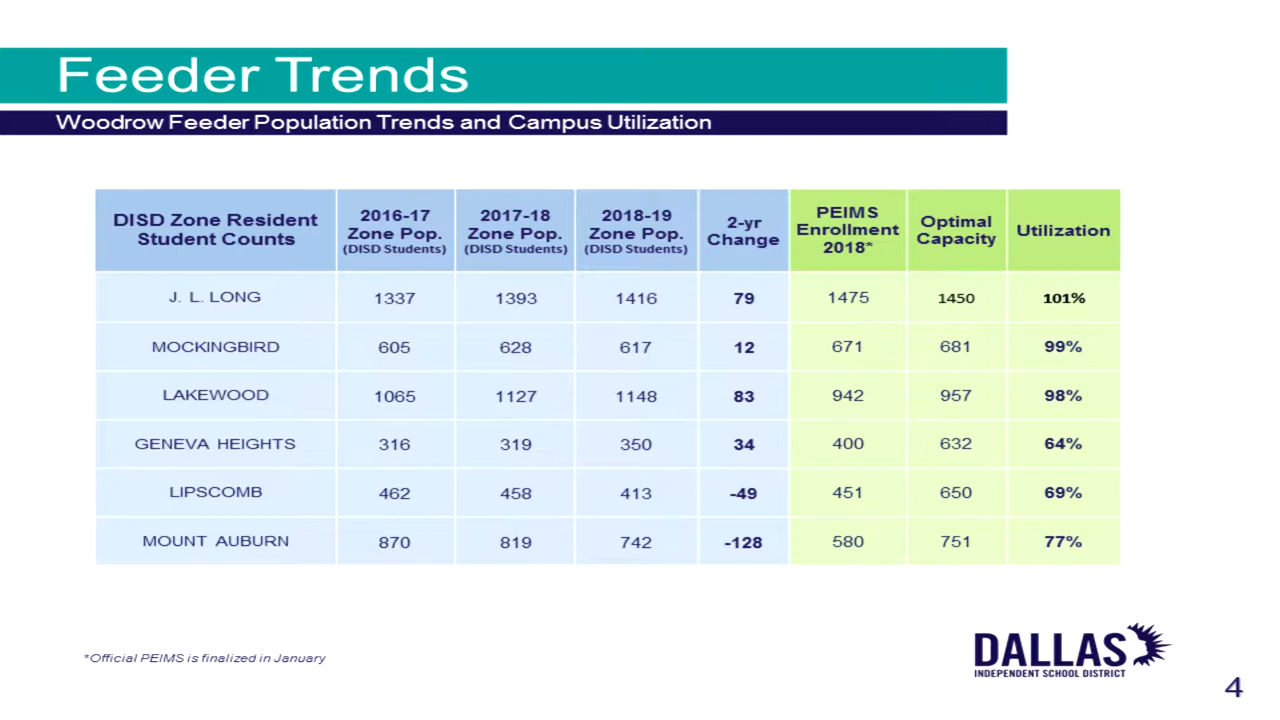 Feeder Trends
Woodrow Feeder Population Trends and Campus Utilization
DISD Zone Resident Student Counts 2016-17 Zone Pop. (DISD Students) 2017-18 Zone Pop. (DISD Students) 2018-19 Zone Pop. (DISD Students) 2-yr Change PEIMS Enrollment 2018* Optimal Capacity Utilization
J. L. LONG 1337 1393 1416 79 1475 1450 101%
MOCKINGBIRD 605 628 617 12 671 681 99%
LAKEWOOD 1065 1127 1148 83 942 957 98%
GENEVA HEIGHTS 316 319 350 34 400 632 64%
LIPSCOMB 462 458 413 -49 451 650 69%
MOUNT AUBURN 870 819 742 -128 580 751 77%
*Official PEIMS is finalized in January
DALLAS
INDEPENDENT SCHOOL DISTRICT
4